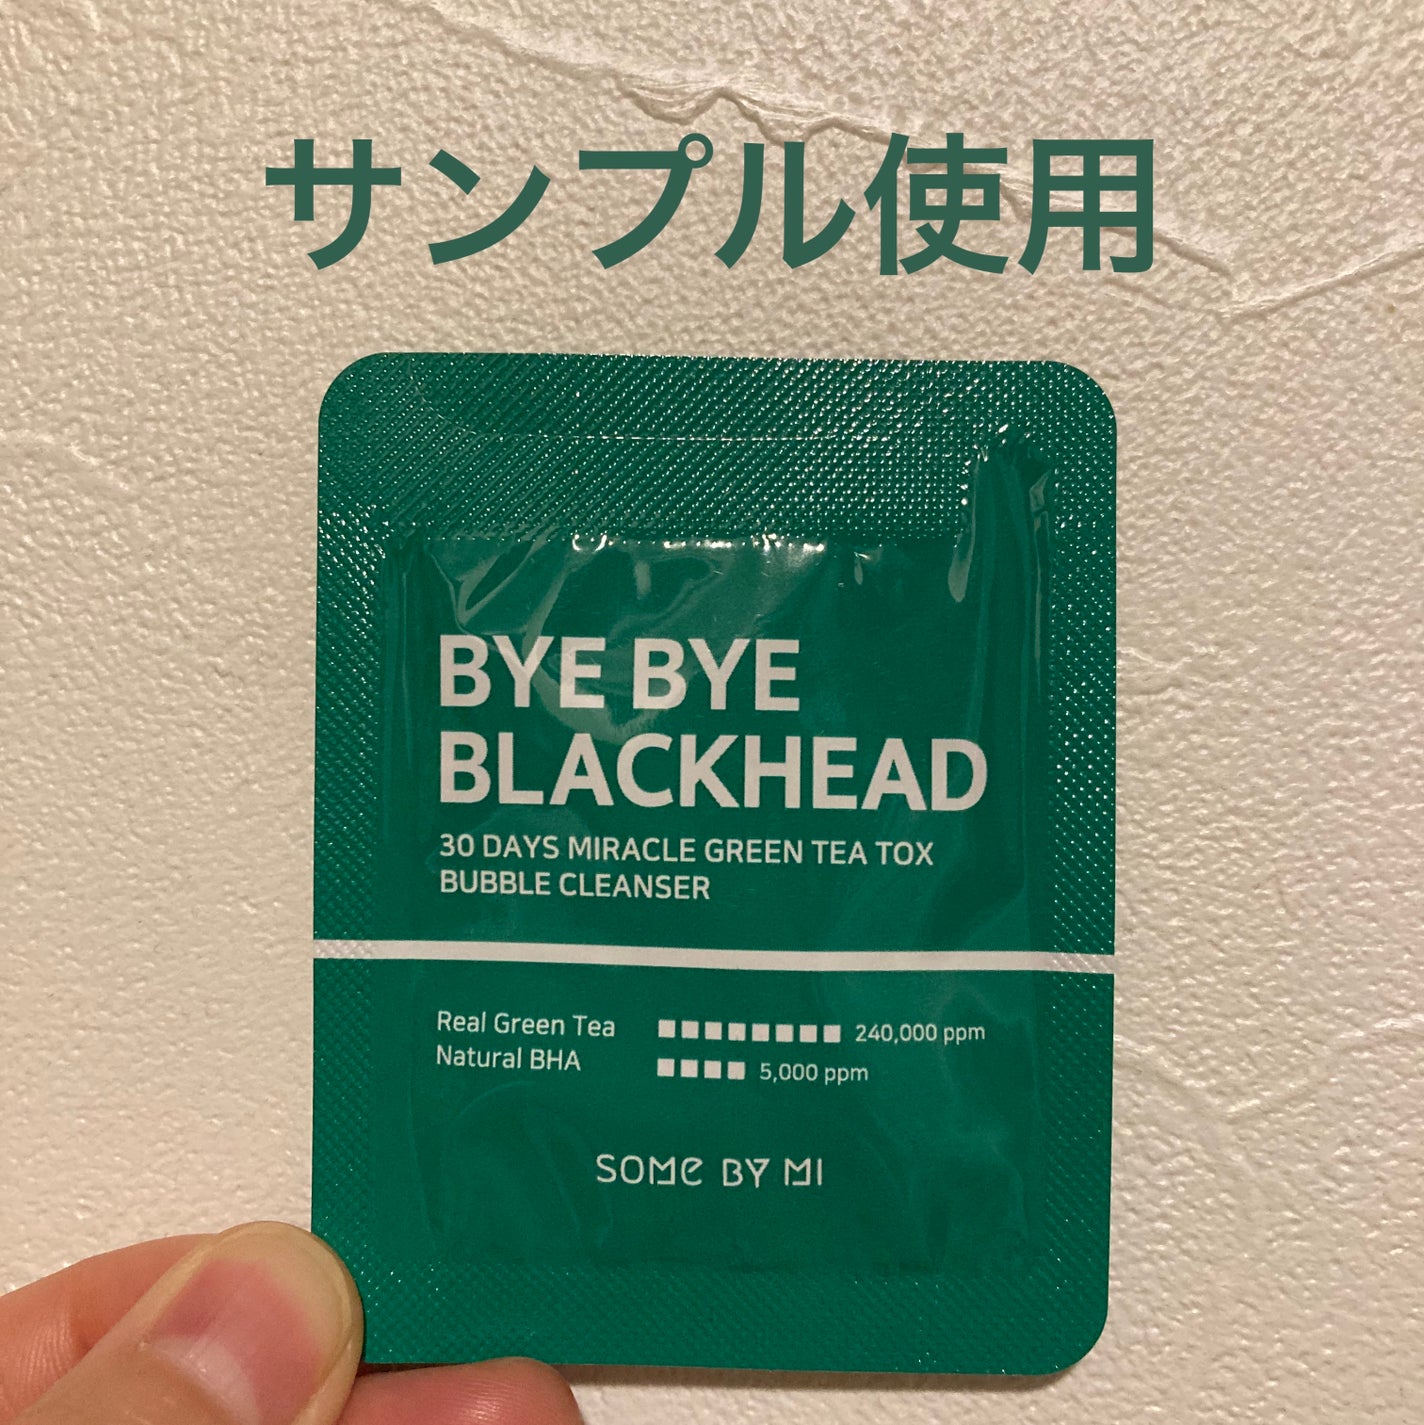 サンプル使用
BYE BYE
BLACKHEAD
30 DAYS MIRACLE GREEN TEA TOX
BUBBLE CLEANSER
Real Green Tea 240,000 ppm
Natural BHA 5,000 ppm
SOME BY MI